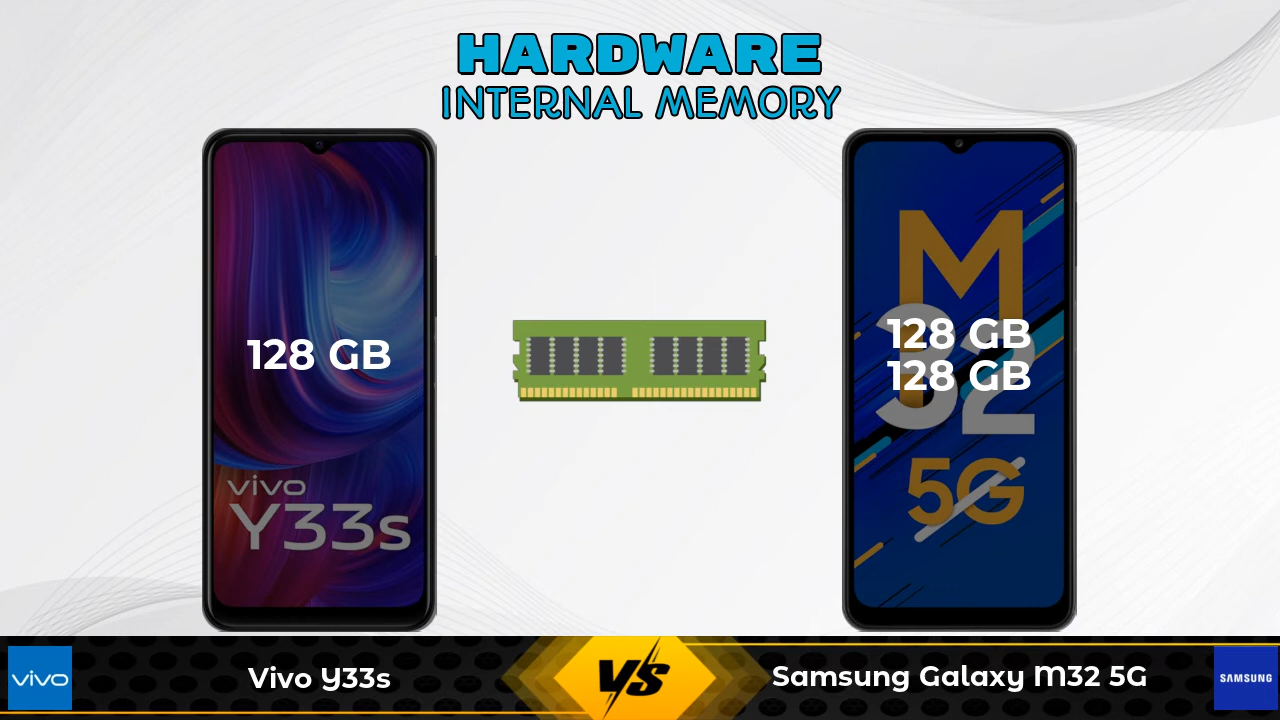 HARDWARE
INTERNAL MEMORY
128 GB
vivo
Y33s
M
32
5G
128 GB
128 GB
vivo
Vivo Y33s
VS
Samsung Galaxy M32 5G
SAMSUNG